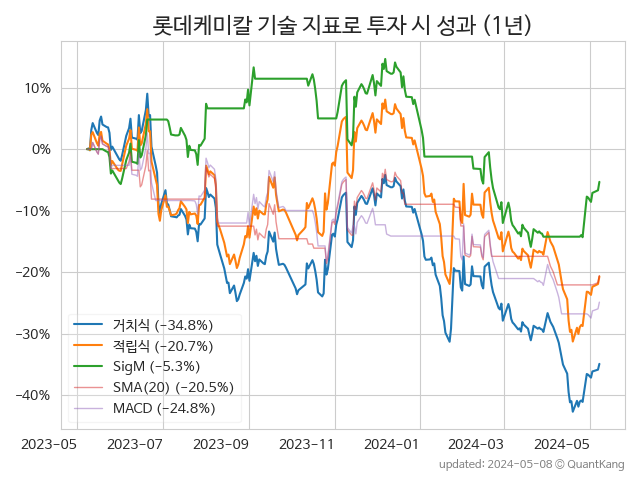 롯데케미칼 기술 지표로 투자 시 성과 (1년)
10%
0%
−10%
−20%
−30%
−40%
거치식 (−34.8%)
적립식 (−20.7%)
SigM (−5.3%)
SMA(20) (−20.5%)
MACD (−24.8%)
2023−05
2023−07
2023−09
2023−11
2024−01
2024−03
2024−05
updated: 2024−05−08 © QuantKang